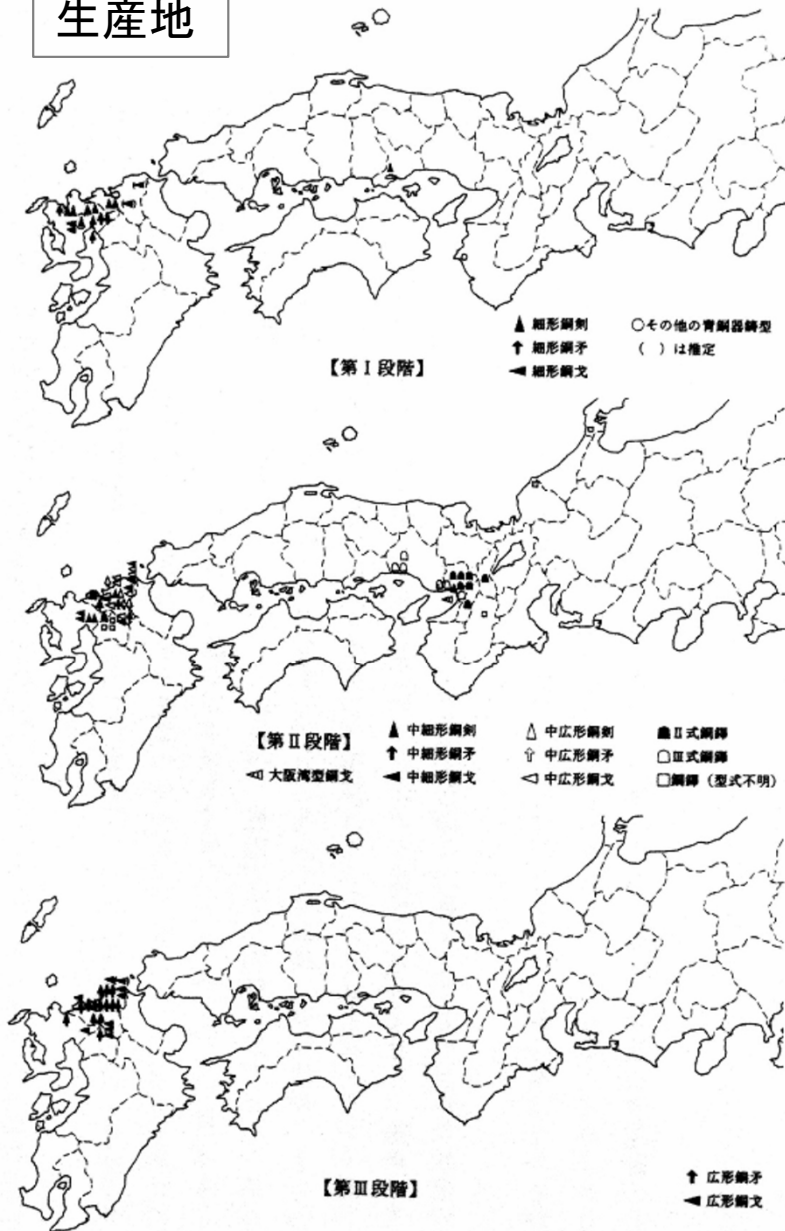 生産地
▲ 細形銅剣 ○その他の青銅器鋳型
↑ 細形銅矛 （ ）は推定
◀ 細形銅戈
【第Ⅰ段階】
【第Ⅱ段階】
▲ 中細形銅剣 △ 中広形銅剣 Ⅱ式銅鐸
↑ 中細形銅矛 ⇧ 中広形銅矛 Ⅲ式銅鐸
大阪湾型銅戈 ◀ 中細形銅戈 ◁ 中広形銅戈 □銅鐸（型式不明）
↑ 広形銅矛
◀ 広形銅戈
【第Ⅲ段階】